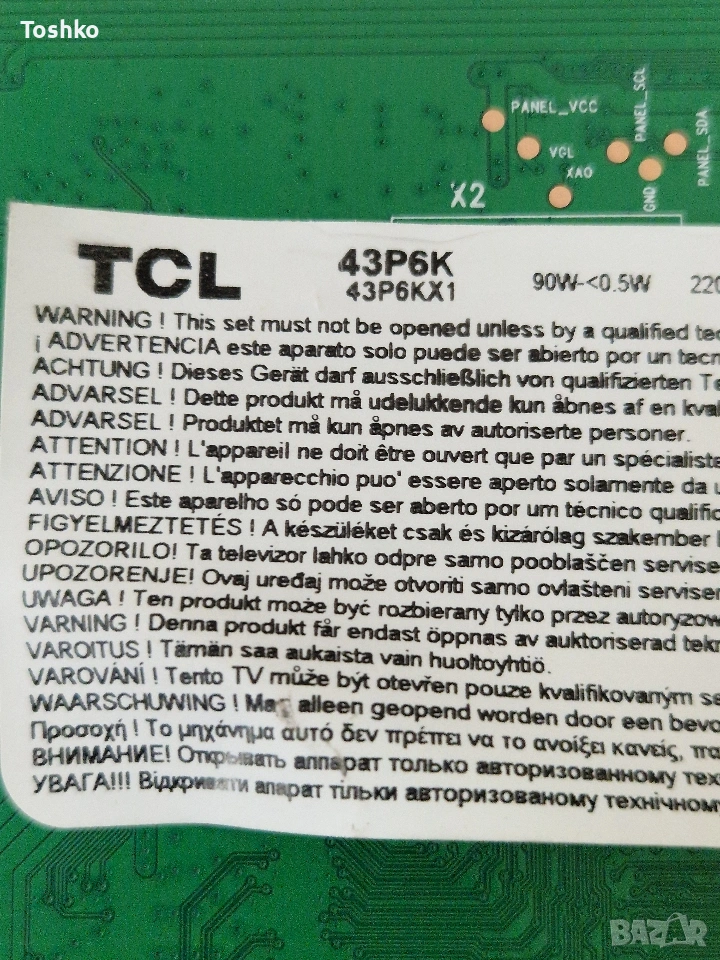 Toshko
PANEL_VCC
PANEL_SCL
PANEL_SDA
VGL
XAO
GND
X2
TCL
43P6K
90W-<0.5W
43P6KX1
WARNING ! This set must not be opened unless by a qualified
¡ ADVERTENCIA este aparato solo puede ser abierto por un
ACHTUNG ! Dieses Gerät darf ausschließlich von qualifizierten
ADVARSEL ! Dette produkt må udelukkende kun åbnes af en
ADVARSEL ! Produktet må kun åpnes av autoriserte personer.
ATTENTION ! L'appareil ne doit être ouvert que par un
ATTENZIONE ! L'apparecchio puo' essere aperto solamente da
AVISO ! Este aparelho só pode ser aberto por um técnico
FIGYELMEZTETÉS ! A készüléket csak és kizárólag szakember
OPOZORILO! Ta televizor lahko odpre samo pooblaščen
UPOZORENJE! Ovaj uređaj može otvoriti samo ovlašteni
UWAGA ! Ten produkt może być rozbierany tylko przez
VARNING ! Denna produkt får endast öppnas av auktoriserad
VAROITUS ! Tämän saa aukaista vain huoltoyhtiö.
VAROVÁNÍ ! Tento TV může být otevřen pouze kvalifikovaným
WAARSCHUWING ! alleen geopend worden door een
Προσοχή ! Το μηχάνημα αυτό δεν πρέπει να το ανοίξει κανείς,
ВНИМАНИЕ! Открывать аппарат только авторизованному
УВАГА!!! Відкривати апарат тільки авторизованому
BAZAR